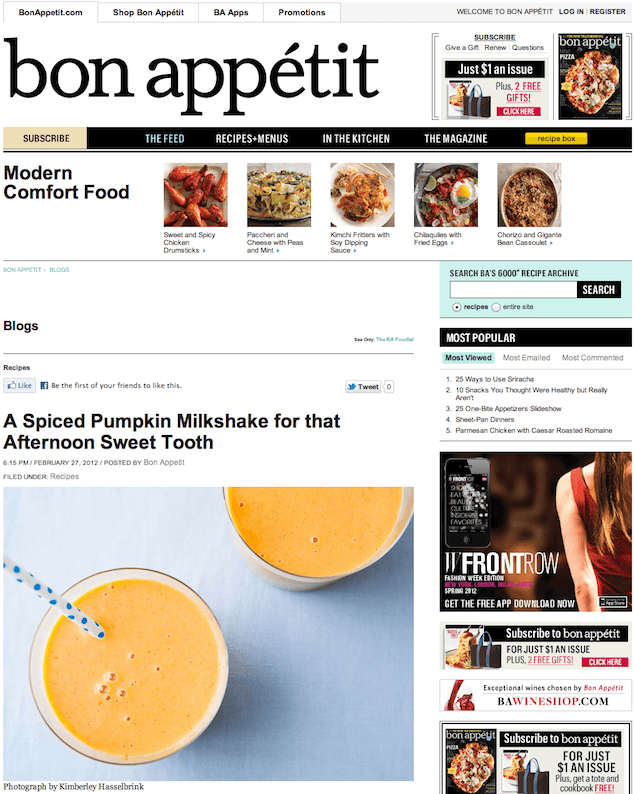 BonAppetit.com
Shop Bon Appétit
BA Apps
Promotions
WELCOME TO BON APPÉTIT LOG IN | REGISTER
bon appétit
SUBSCRIBE
Give a Gift | Renew | Questions
Just $1 an issue
Plus, 2 FREE
GIFTS!
CLICK HERE
bon appétit
PIZZA
SUBSCRIBE
THE FEED
RECIPES+MENUS
IN THE KITCHEN
THE MAGAZINE
recipe box
Modern
Comfort Food
Sweet and Spicy
Chicken
Drumsticks
Paccheri and
Cheese with Peas
and Mint
Kimchi Fritters with
Soy Dipping
Sauce
Chilaquiles with
Fried Eggs
Chorizo and Gigante
Bean Cassoulet
BON APPETIT > BLOGS
Blogs
See Only: The BA Foodist
Recipes
Like
Be the first of your friends to like this.
Tweet
0
A Spiced Pumpkin Milkshake for that
Afternoon Sweet Tooth
6:15 PM / FEBRUARY 27, 2012 / POSTED BY Bon Appetit
FILED UNDER: Recipes
Photograph by Kimberley Hasselbrink
SEARCH BA'S 6000+ RECIPE ARCHIVE
SEARCH
recipes
entire site
MOST POPULAR
Most Viewed
Most Emailed
Most Commented
1. 25 Ways to Use Sriracha
2. 10 Snacks You Thought Were Healthy but Really
Aren't
3. 25 One-Bite Appetizers Slideshow
4. Sheet-Pan Dinners
5. Parmesan Chicken with Caesar Roasted Romaine
SHOP
EAT
BEAUTY
CULTURE
INSIDERS
FAVORITES
W FRONTROW
FASHION WEEK EDITION
NEW YORK, LONDON, MILAN, PARIS
SPRING 2012
GET THE FREE APP DOWNLOAD NOW
App Store
Subscribe to bon appétit
FOR JUST $1 AN ISSUE
PLUS, 2 FREE GIFTS!
CLICK HERE
Exceptional wines chosen by Bon Appétit
BAWINESHOP.COM
bon appétit
PIZZA
Subscribe to bon appétit
FOR JUST
$1 AN ISSUE
Plus, get a tote and
cookbook FREE!